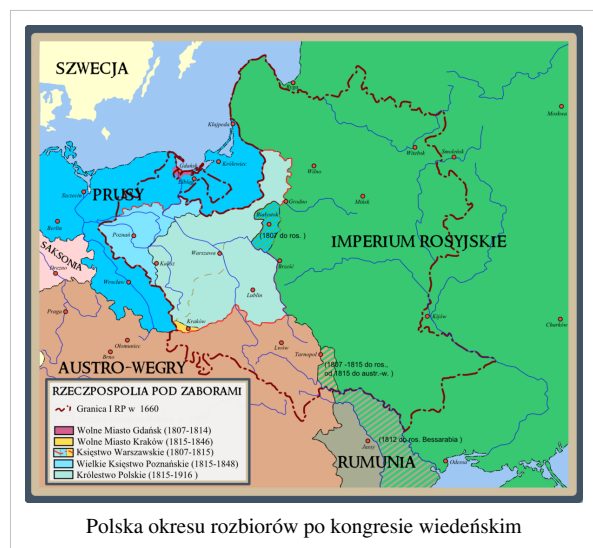 SZWECJA
Ryga
Moskwa
Kłajpeda
Witebsk
Smoleńsk
Gdańsk
Elbląg
Królewiec
Wilno
Szczecin
PRUSY
Mińsk
Grodno
Białystok
Berlin
Poznań
(1807 do ros. )
IMPERIUM ROSYJSKIE
SAKSONIA
Warszawa
Kalisz
Brześć
Drezno
Wrocław
Lublin
Praga
Kraków
Kijów
Charków
Ołomuniec
Lwów
Brno
Tarnopol
AUSTRO-WĘGRY
(1807 -1815 do ros.,
od 1815 do austr.-w. )
RZECZPOSPOLIA POD ZABORAMI
Granica I RP w 1660
Wolne Miasto Gdańsk (1807-1814)
Wolne Miasto Kraków (1815-1846)
Księstwo Warszawskie (1807-1815)
Wielkie Księstwo Poznańskie (1815-1848)
Królestwo Polskie (1815-1916 )
(1812 do ros. Bessarabia )
Jassy
RUMUNIA
Odessa
Polska okresu rozbiorów po kongresie wiedeńskim